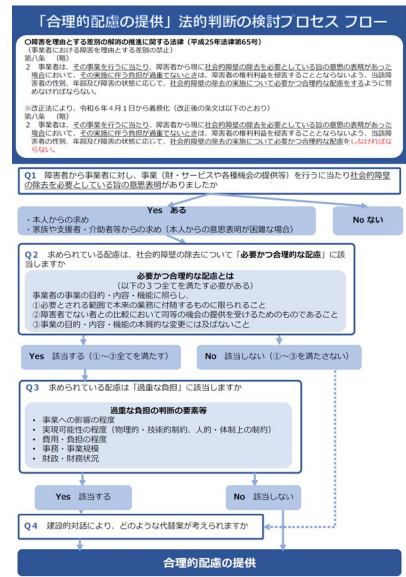 「合理的配慮の提供」法的判断の検討プロセス フロー
〇障害を理由とする差別の解消の推進に関する法律（平成25年法律第65号）
（事業者における障害を理由とする差別の禁止）
第八条 （略）
２ 事業者は、その事業を行うに当たり、障害者から現に社会的障壁の除去を必要としている旨の意思の表明があった
場合において、その実施に伴う負担が過重でないときは、障害者の権利利益を侵害することとならないよう、当該障
害者の性別、年齢及び障害の状態に応じて、社会的障壁の除去の実施について必要かつ合理的な配慮をするように努
めなければならない。
※改正法により、令和６年４月１日から義務化（改正後の条文は以下のとおり）
第八条 （略）
２ 事業者は、その事業を行うに当たり、障害者から現に社会的障壁の除去を必要としている旨の意思の表明があった
場合において、その実施に伴う負担が過重でないときは、障害者の権利利益を侵害することとならないよう、当該障
害者の性別、年齢及び障害の状態に応じて、社会的障壁の除去の実施について必要かつ合理的な配慮をしなければな
らない。
Q1 障害者から事業者に対し、事業（財・サービスや各種機会の提供等）を行うに当たり社会的障壁
の除去を必要としている旨の意思表明がありましたか
Yes ある
・本人からの求め
・家族や支援者・介助者等からの求め（本人からの意思表明が困難な場合）
No ない
Q2 求められている配慮は、社会的障壁の除去について「必要かつ合理的な配慮」に該
当しますか
必要かつ合理的な配慮とは
（以下の３つ全てを満たす必要がある）
事業者の事業の目的・内容・機能に照らし、
①必要とされる範囲で本来の業務に付随するものに限られること
②障害者でない者との比較において同等の機会の提供を受けるためのものであること
③事業の目的・内容・機能の本質的な変更には及ばないこと
Yes 該当する（①～③全てを満たす）
No 該当しない（①～③を満たさない）
Q3 求められている配慮は「過重な負担」に該当しますか
過重な負担の判断の要素等
・ 事業への影響の程度
・ 実現可能性の程度（物理的・技術的制約、人的・体制上の制約）
・ 費用・負担の程度
・ 事務・事業規模
・ 財政・財務状況
Yes 該当する
No 該当しない
Q4 建設的対話により、どのような代替案が考えられますか
合理的配慮の提供